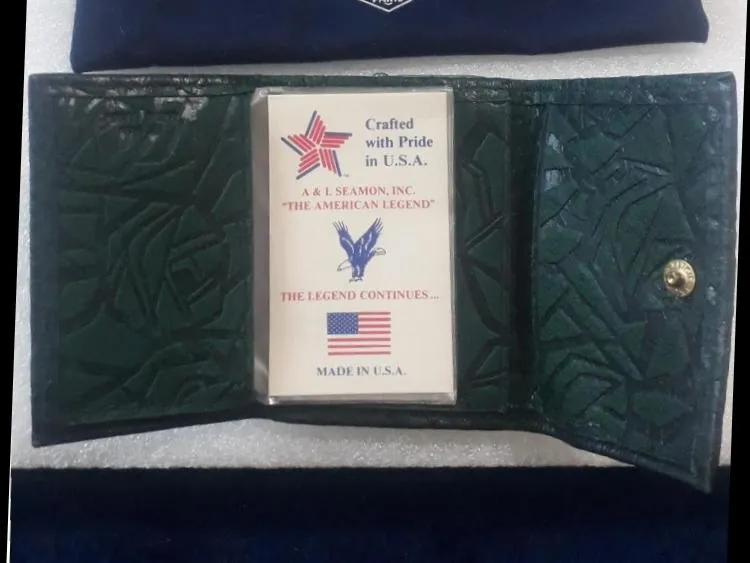 Crafted
with Pride
in U.S.A.
A & L SEAMON, INC.
"THE AMERICAN LEGEND"
THE LEGEND CONTINUES...
MADE IN U.S.A.